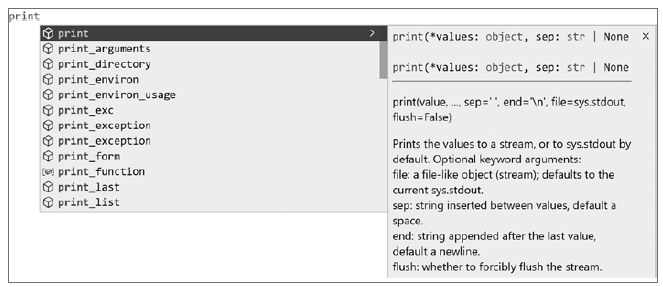 print
print
print_arguments
print_directory
print_environ
print_environ_usage
print_exc
print_exception
print_exception
print_form
print_function
print_last
print_list
print(*values: object, sep: str | None
print(*values: object, sep: str | None
print(value, ..., sep=' ', end='\n', file=sys.stdout,
flush=False)
Prints the values to a stream, or to sys.stdout by
default. Optional keyword arguments:
file: a file-like object (stream); defaults to the
current sys.stdout.
sep: string inserted between values, default a
space.
end: string appended after the last value,
default a newline.
flush: whether to forcibly flush the stream.